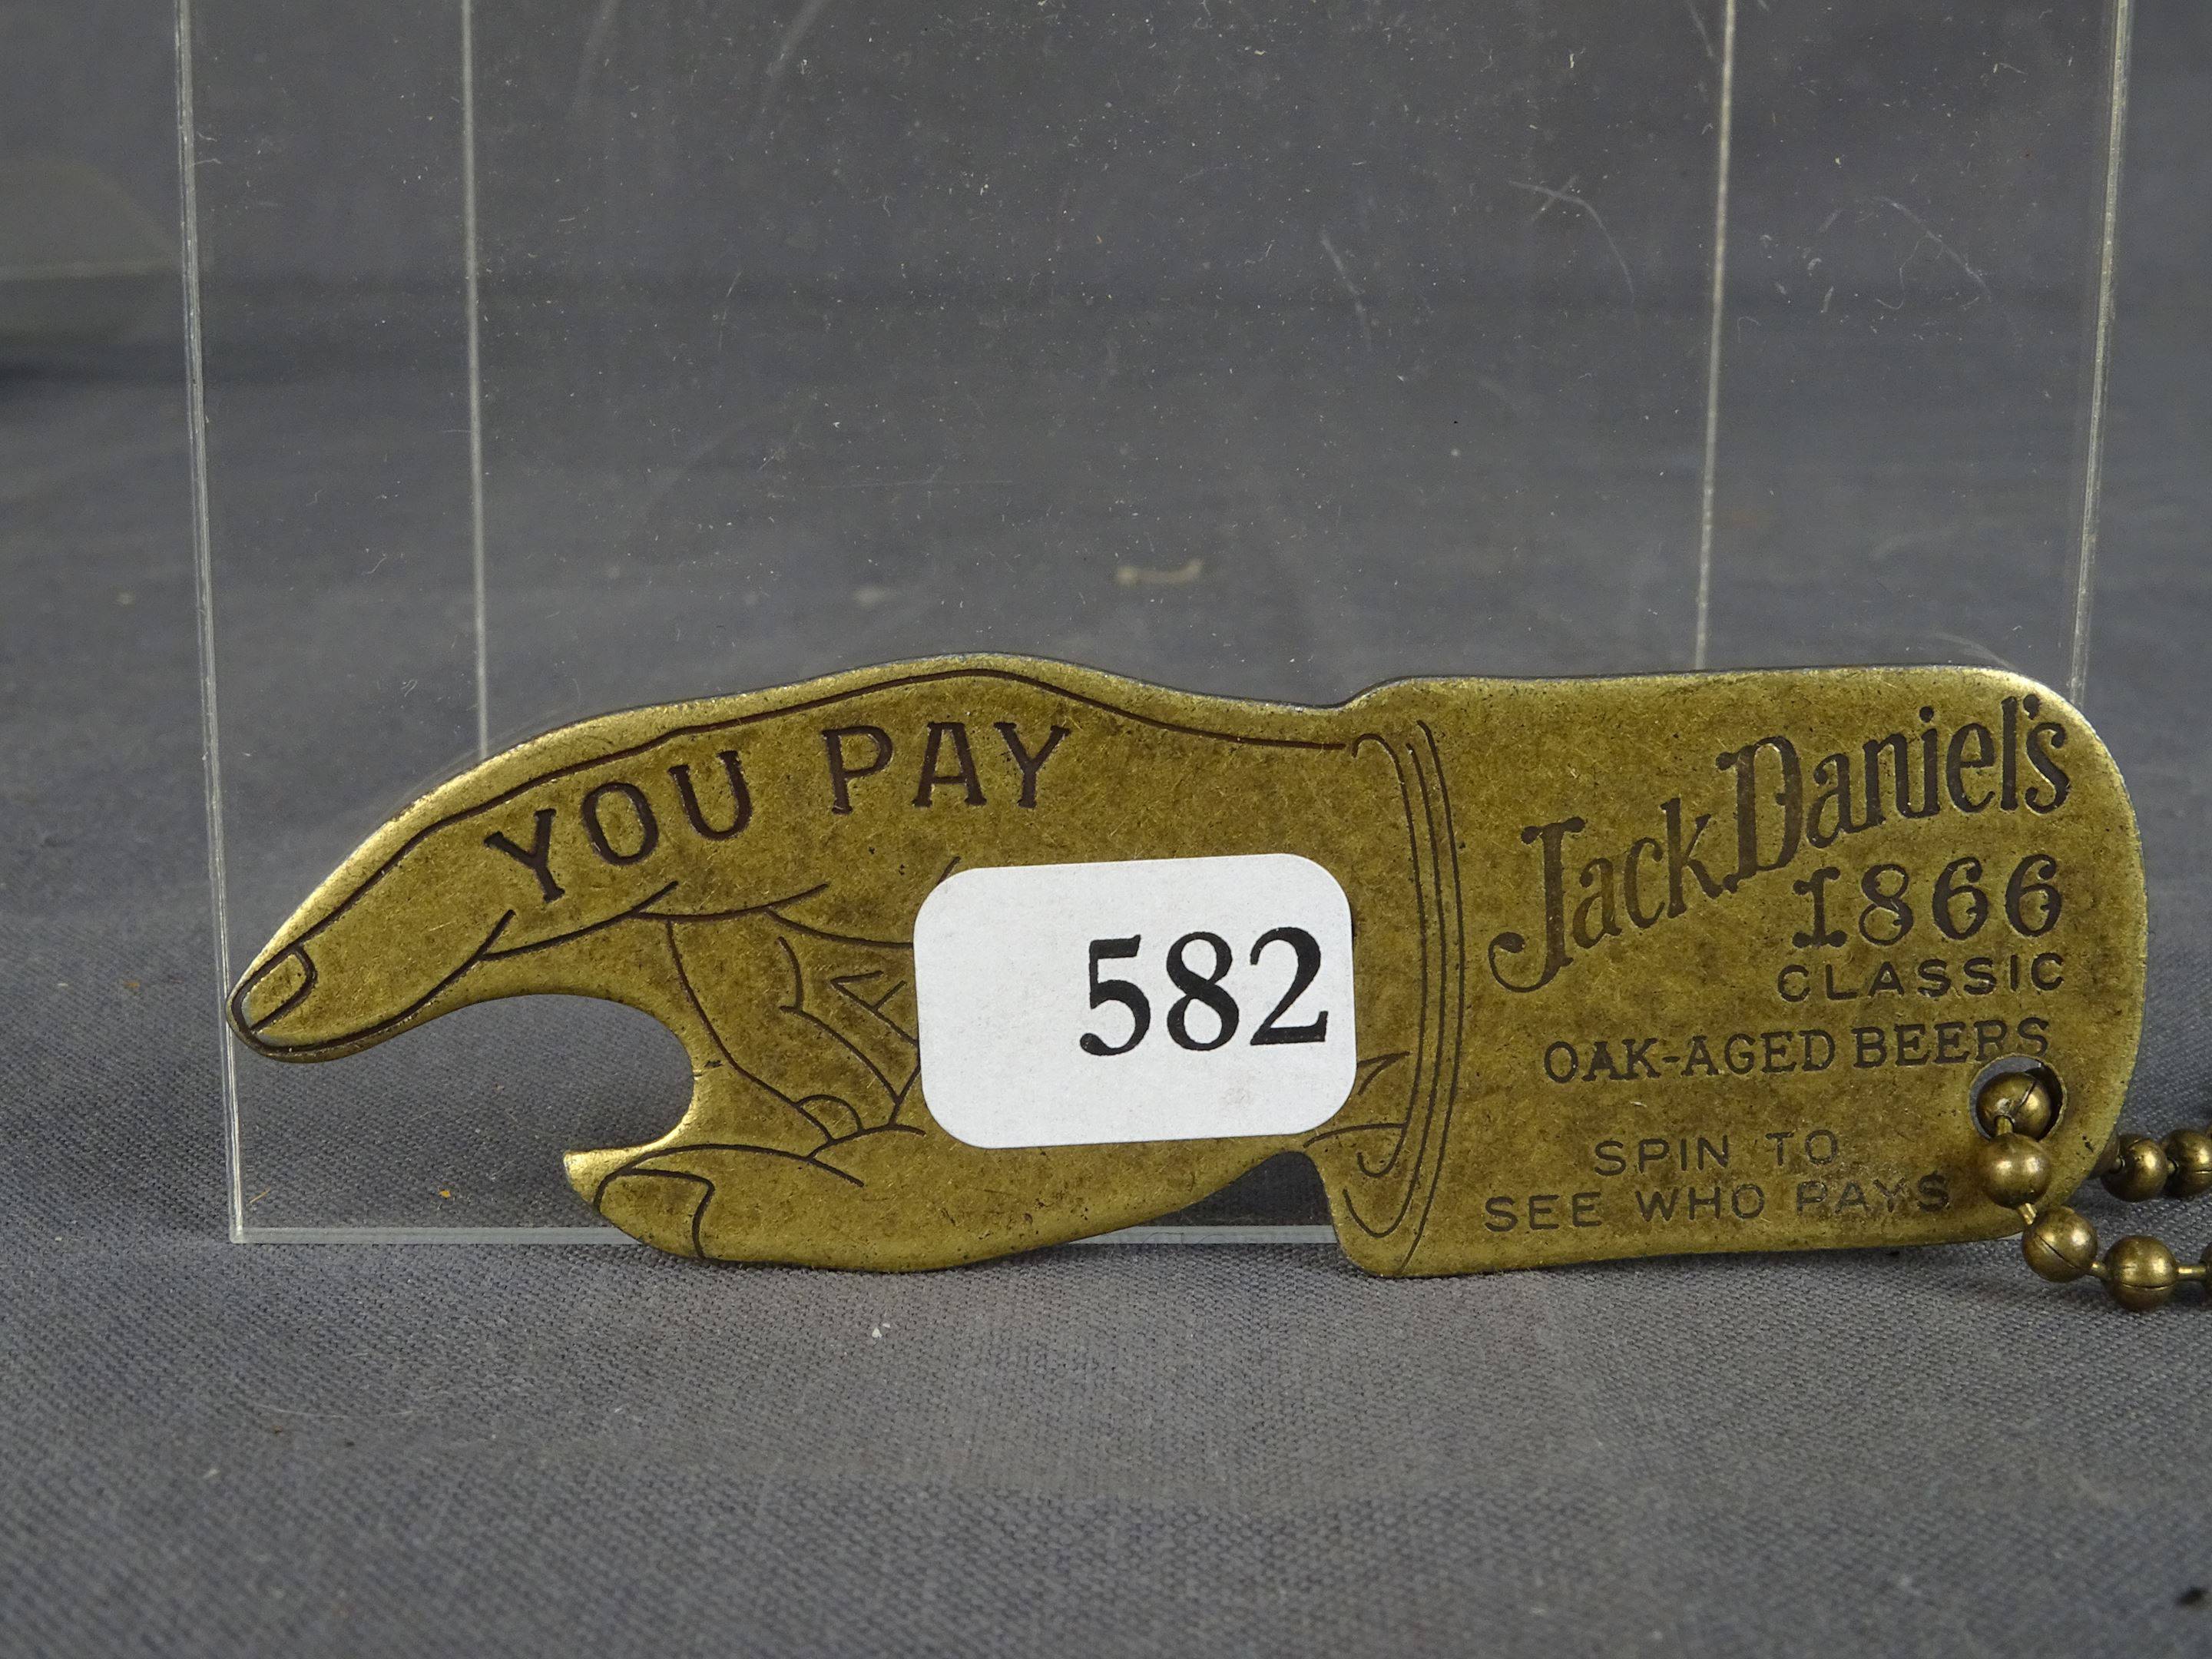 YOU PAY
582
Jack Daniel's
1866
CLASSIC
OAK-AGED BEERS
SPIN TO
SEE WHO PAYS